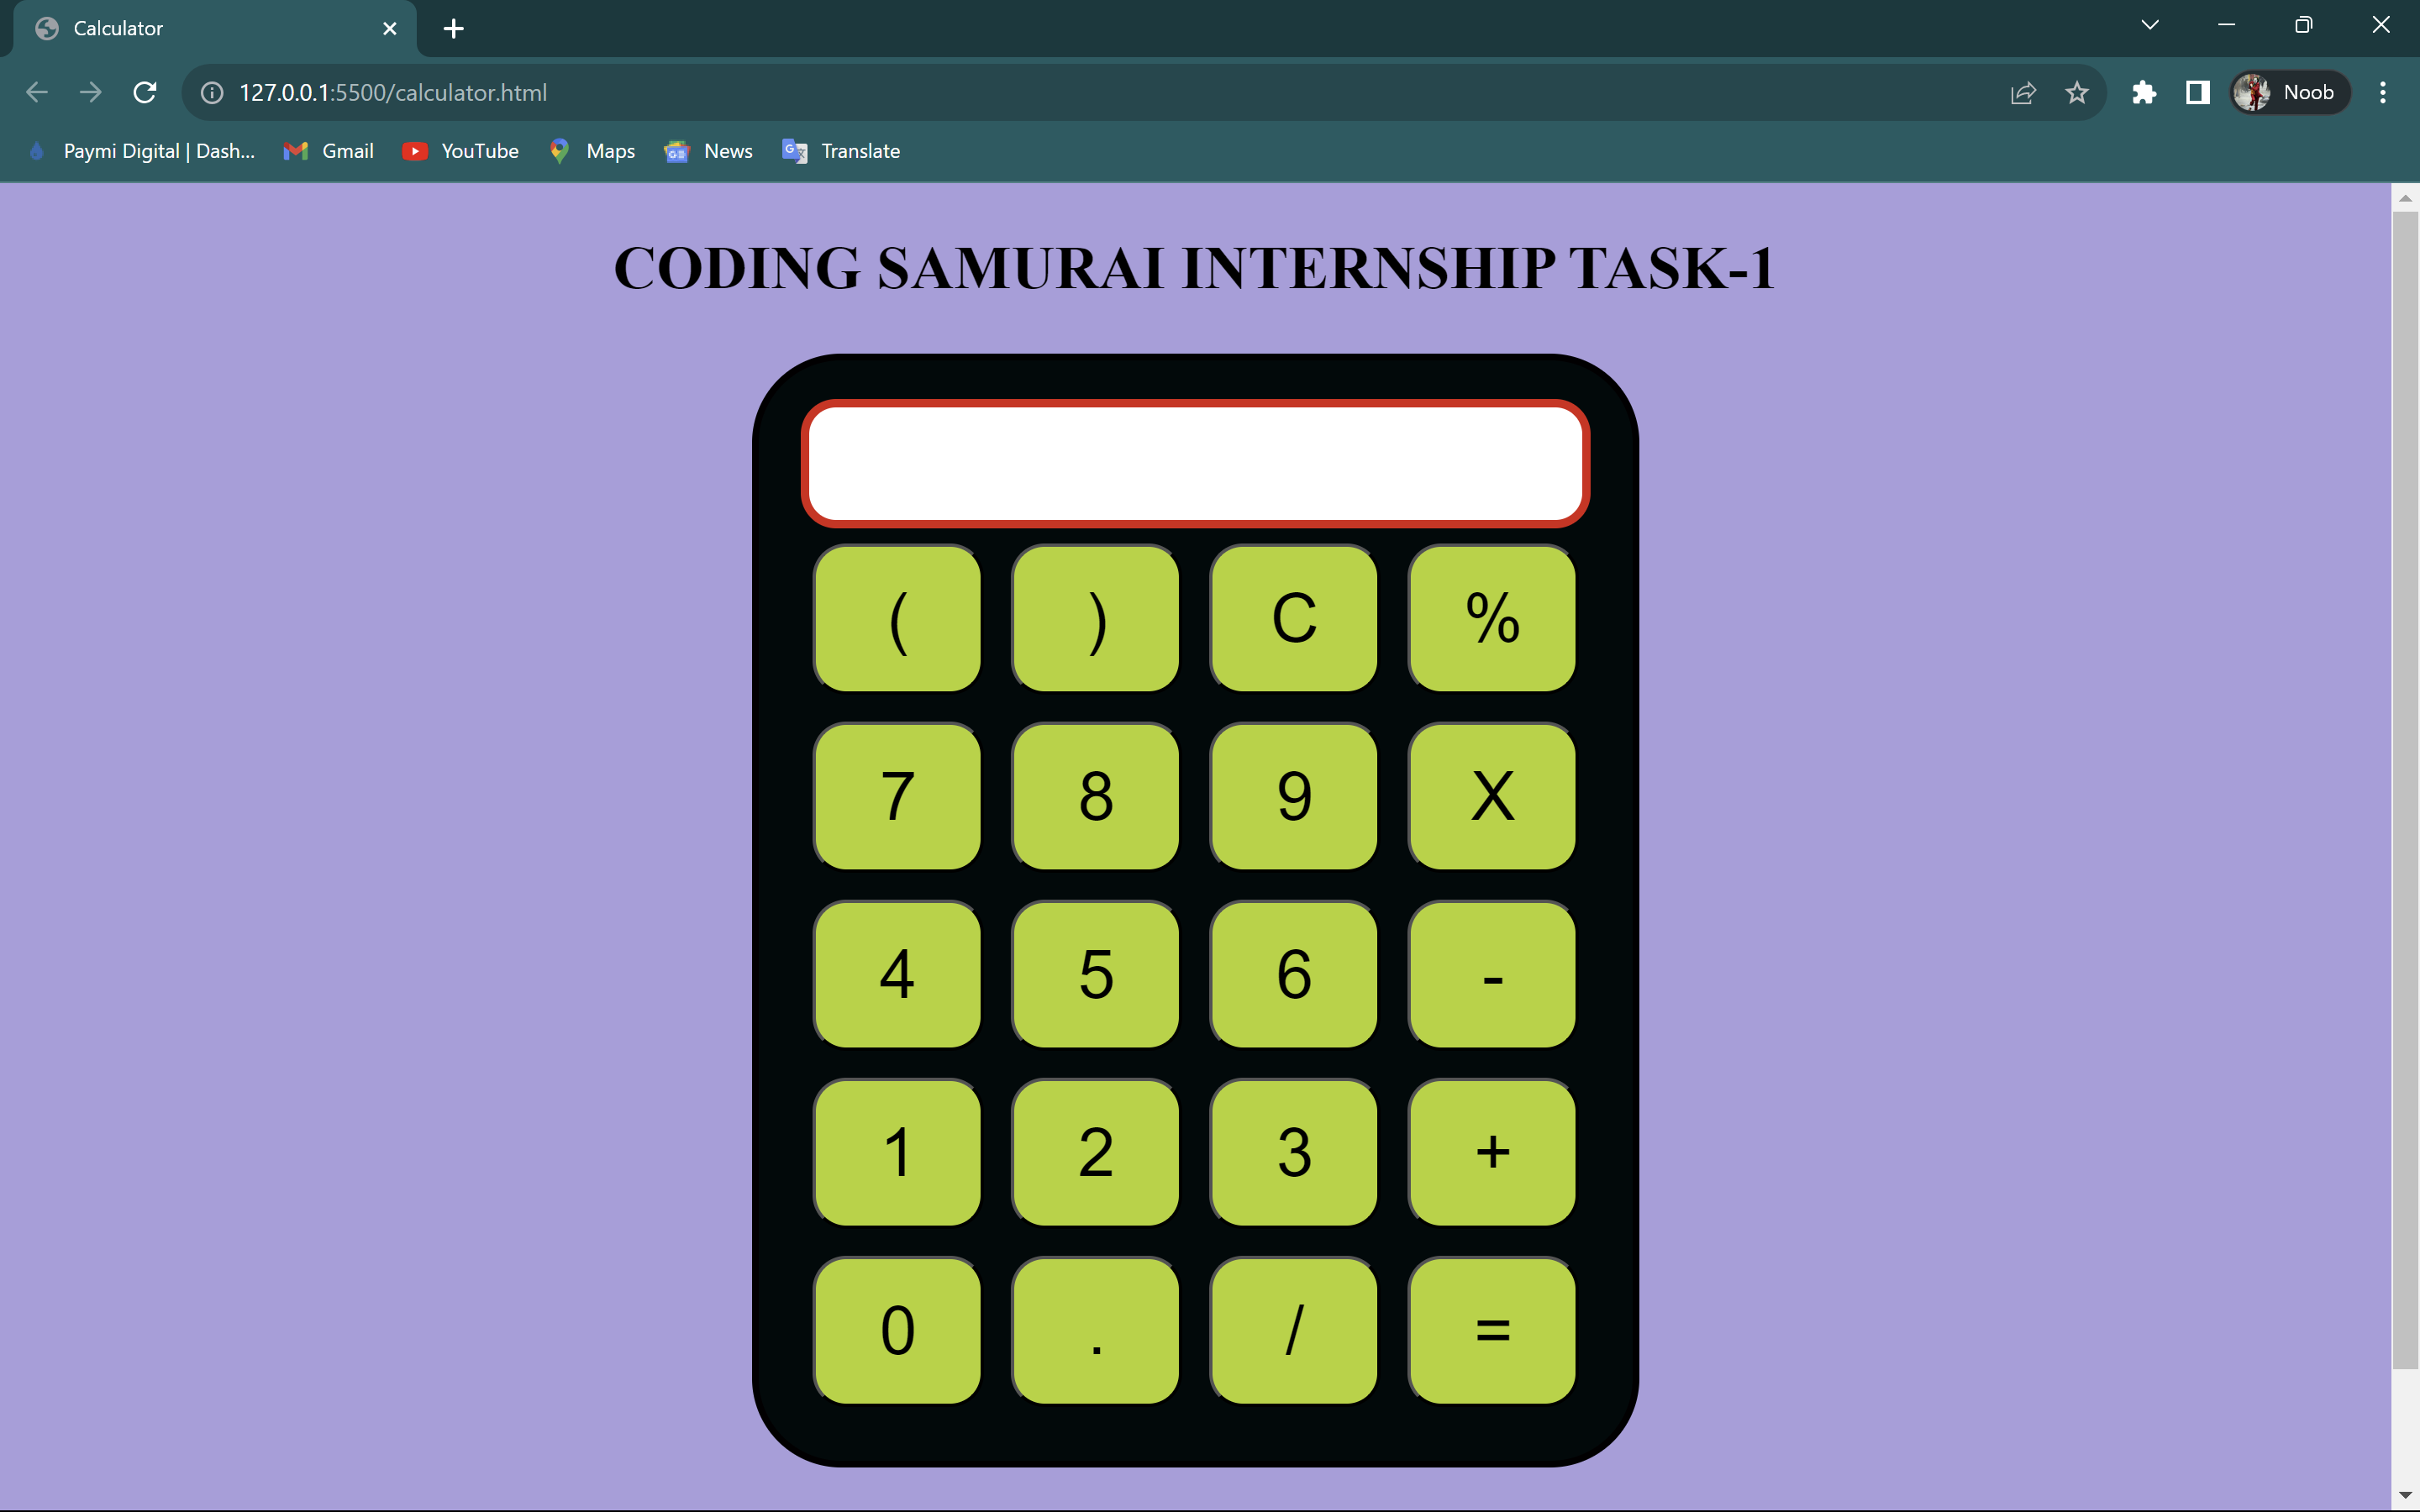 Calculator
127.0.0.1:5500/calculator.html
Noob
Paymi Digital | Dash... Gmail YouTube Maps News Translate
CODING SAMURAI INTERNSHIP TASK-1
( ) C %
7 8 9 X
4 5 6 -
1 2 3 +
0 . / =